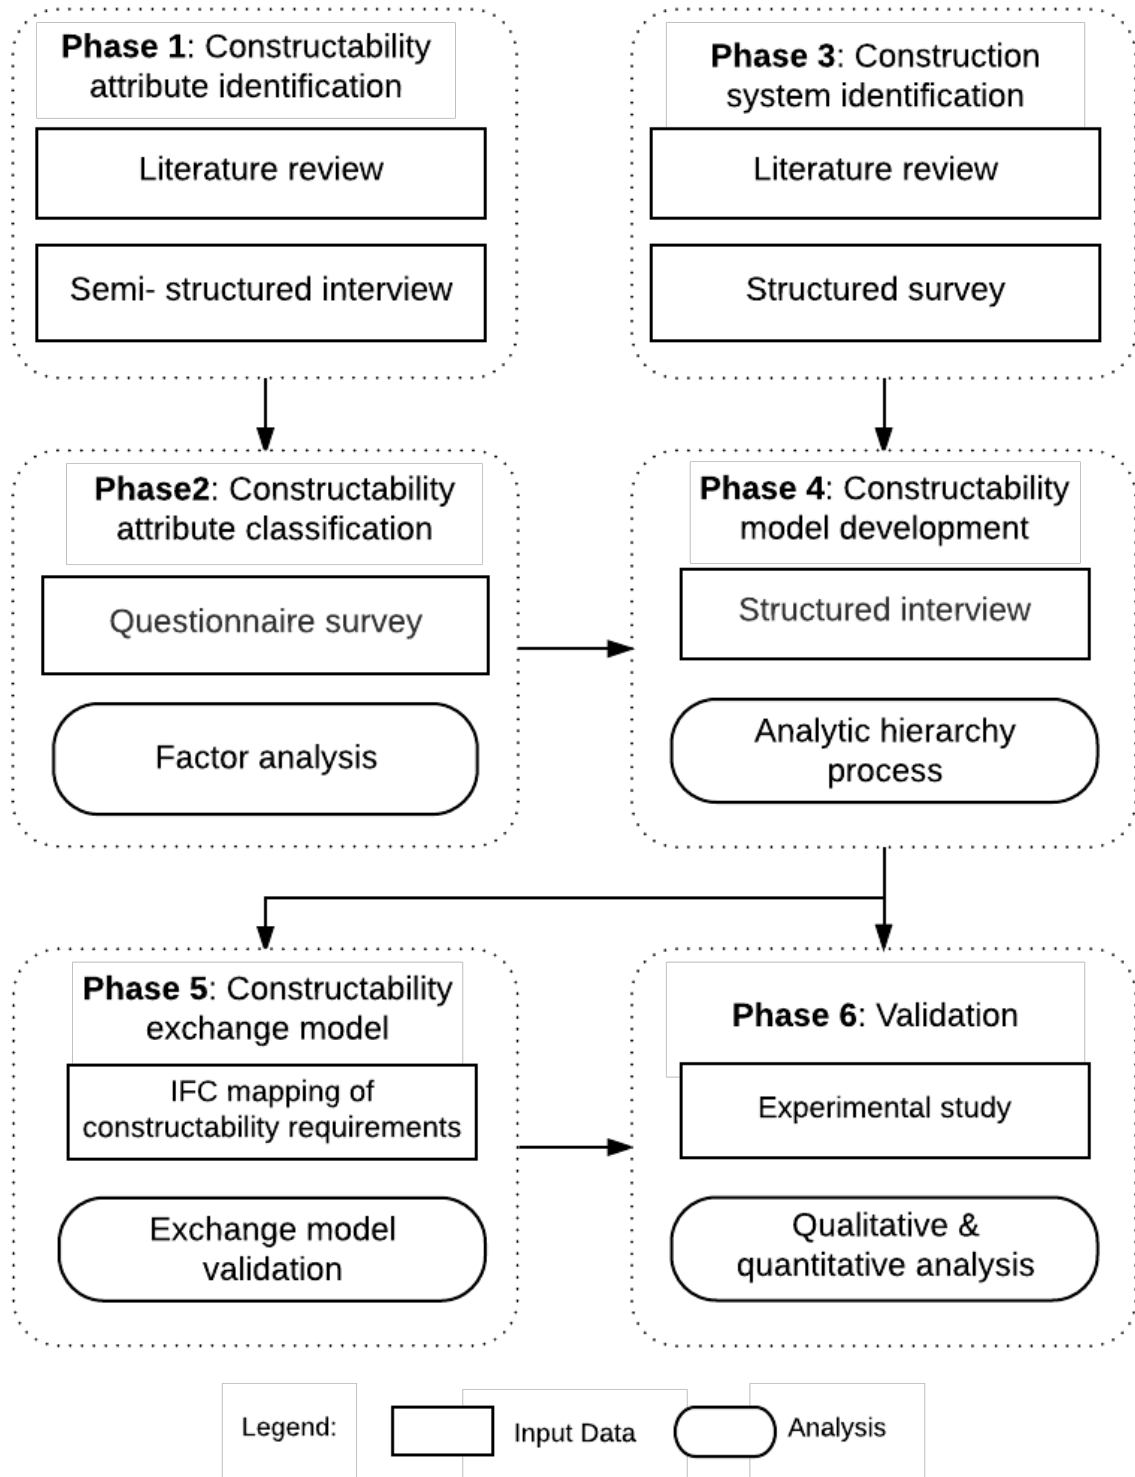 Phase 1: Constructability
attribute identification
Literature review
Semi- structured interview
Phase 3: Construction
system identification
Literature review
Structured survey
Phase2: Constructability
attribute classification
Questionnaire survey
Factor analysis
Phase 4: Constructability
model development
Structured interview
Analytic hierarchy
process
Phase 5: Constructability
exchange model
IFC mapping of
constructability requirements
Exchange model
validation
Phase 6: Validation
Experimental study
Qualitative &
quantitative analysis
Legend:
Input Data
Analysis